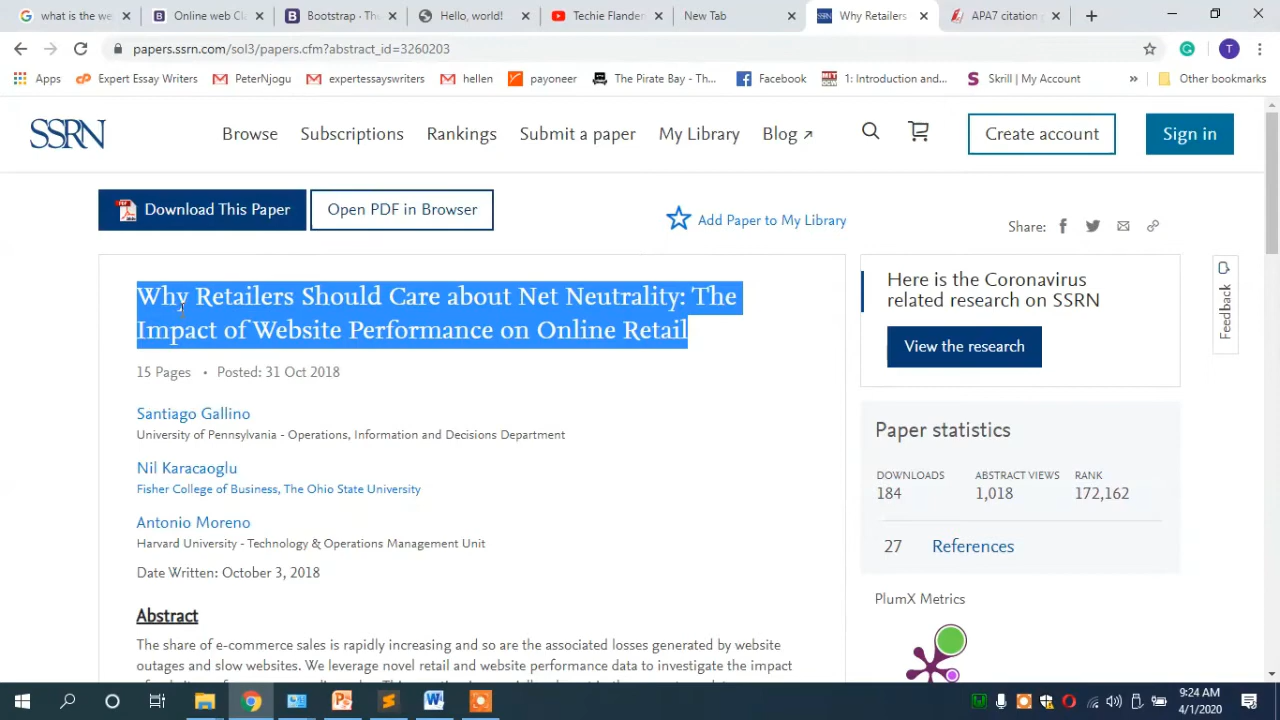 what is the we
Online web Cl
Bootstrap · Th
Hello, world!
Techie Flander
New Tab
Why Retailers
APA7 citation g
papers.ssrn.com/sol3/papers.cfm?abstract_id=3260203
T
Apps
Expert Essay Writers
PeterNjogu
expertessaywriters
hellen
payoneer
The Pirate Bay - Th...
Facebook
1: Introduction and...
Skrill | My Account
»
Other bookmarks
SSRN
Browse
Subscriptions
Rankings
Submit a paper
My Library
Blog ↗
Create account
Sign in
Download This Paper
Open PDF in Browser
Add Paper to My Library
Share:
Why Retailers Should Care about Net Neutrality: The
Impact of Website Performance on Online Retail
15 Pages • Posted: 31 Oct 2018
Santiago Gallino
University of Pennsylvania - Operations, Information and Decisions Department
Nil Karacaoglu
Fisher College of Business, The Ohio State University
Antonio Moreno
Harvard University - Technology & Operations Management Unit
Date Written: October 3, 2018
Abstract
The share of e-commerce sales is rapidly increasing and so are the associated losses generated by website
outages and slow websites. We leverage novel retail and website performance data to investigate the impact
Here is the Coronavirus
related research on SSRN
View the research
Feedback
Paper statistics
DOWNLOADS
184
ABSTRACT VIEWS
1,018
RANK
172,162
27 References
PlumX Metrics
9:24 AM
4/1/2020